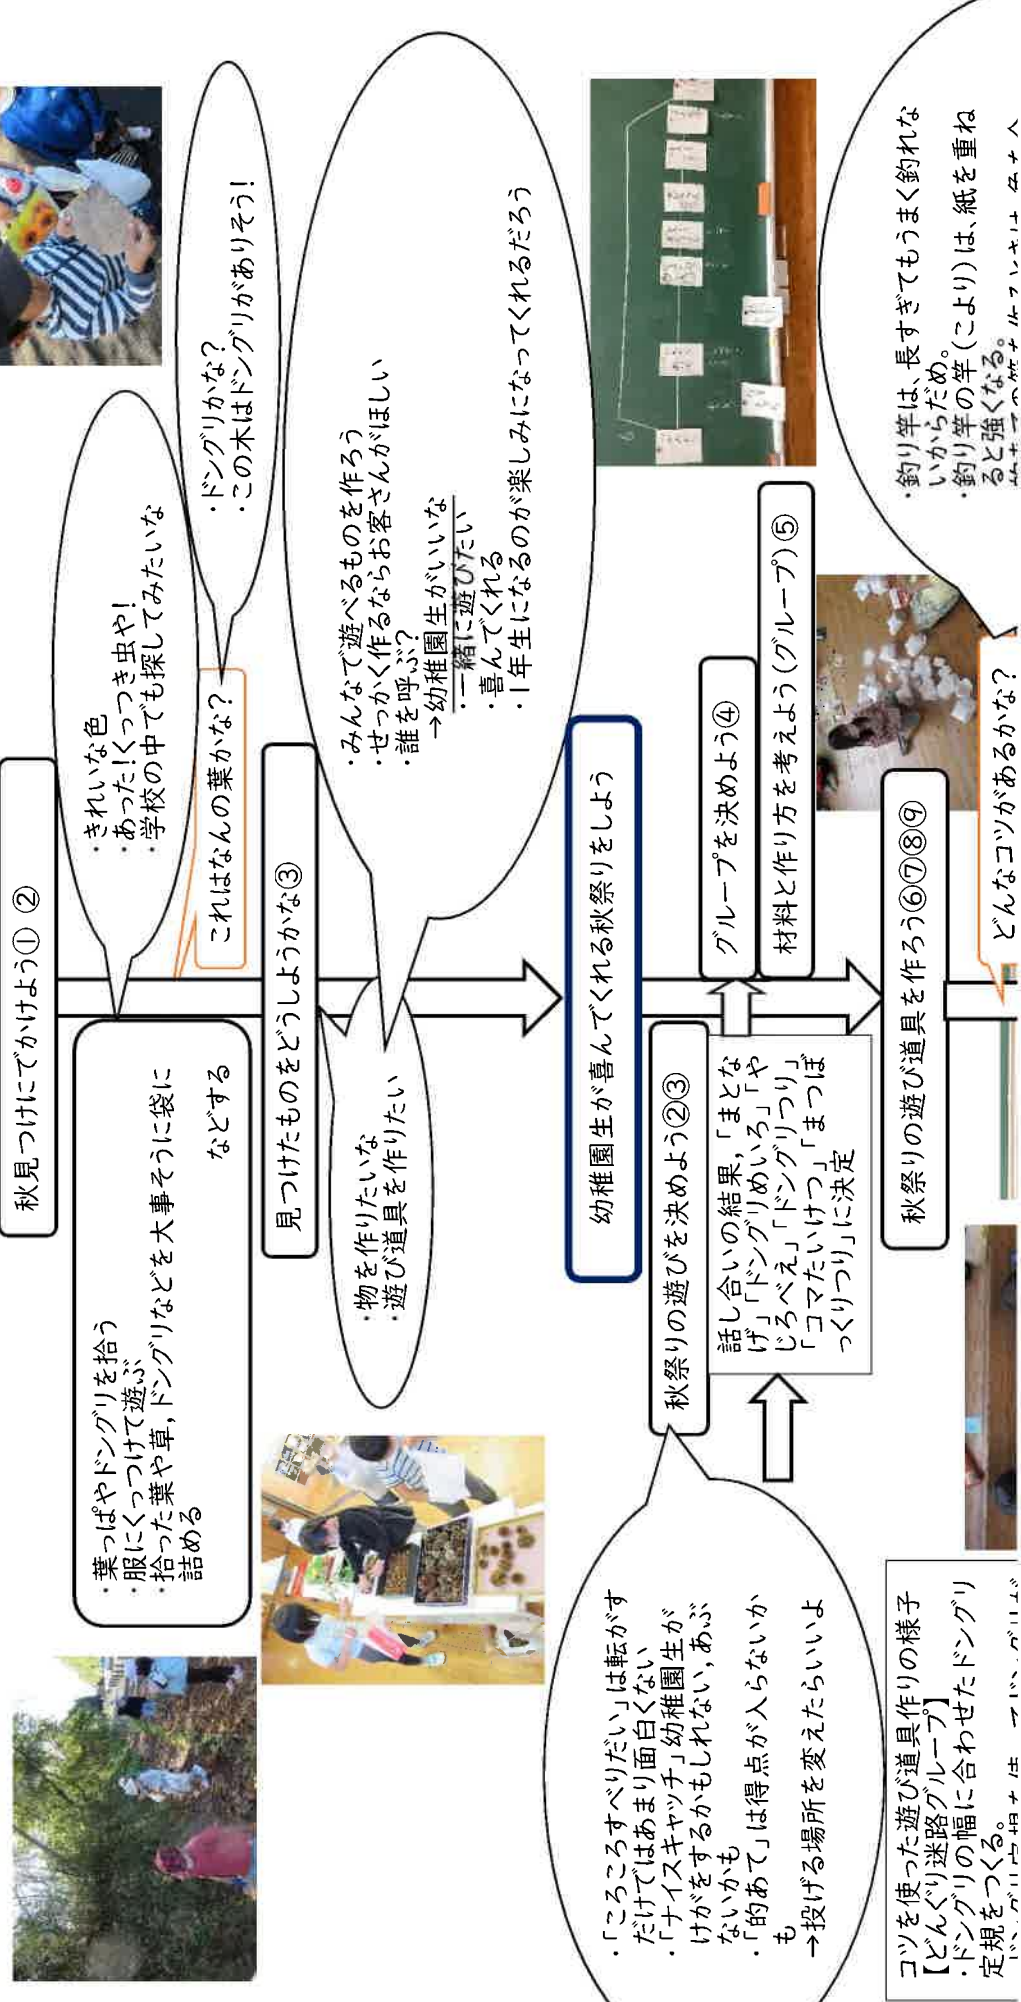 秋見つけにでかけよう① ②
・葉っぱやドングリを拾う
・服にくっつけて遊ぶ
・拾った葉や草,ドングリなどを大事そうに袋に
詰める
などする
・きれいな色
・あった！くっつき虫や！
・学校の中でも探してみたいな
これはなんの葉かな？
・ドングリかな？
・この木はドングリがありそう！
見つけたものをどうしようかな③
・物を作りたいな
・遊び道具を作りたい
・みんなで遊べるものを作ろう
・せっかく作るならお客さんがほしい
・誰を呼ぶ？
→幼稚園生がいいな
・一緒に遊びたい
・喜んでくれる
・1年生になるのが楽しみになってくれるだろう
幼稚園生が喜んでくれる秋祭りをしよう
秋祭りの遊びを決めよう②③
・「ころころすべりだい」は転がす
だけではあまり面白くない
・「ナイスキャッチ」幼稚園生が
けがをするかもしれない,あぶ
ないかも
・「的あて」は得点が入らないか
も
→投げる場所を変えたらいいよ
話し合いの結果,「まとな
げ」「ドングリめいろ」「や
じろべえ」「ドングリつり」
「コマたいけつ」「まつぼ
っくりつり」に決定
グループを決めよう④
材料と作り方を考えよう(グループ)⑤
秋祭りの遊び道具を作ろう⑥⑦⑧⑨
どんなコツがあるかな？
・釣り竿は、長すぎてもうまく釣れな
いからだめ。
・釣り竿の竿(こより)は、紙を重ね
ると強くなる。
コツを使った遊び道具作りの様子
【どんぐり迷路グループ】
・ドングリの幅に合わせたドングリ
定規をつくる。